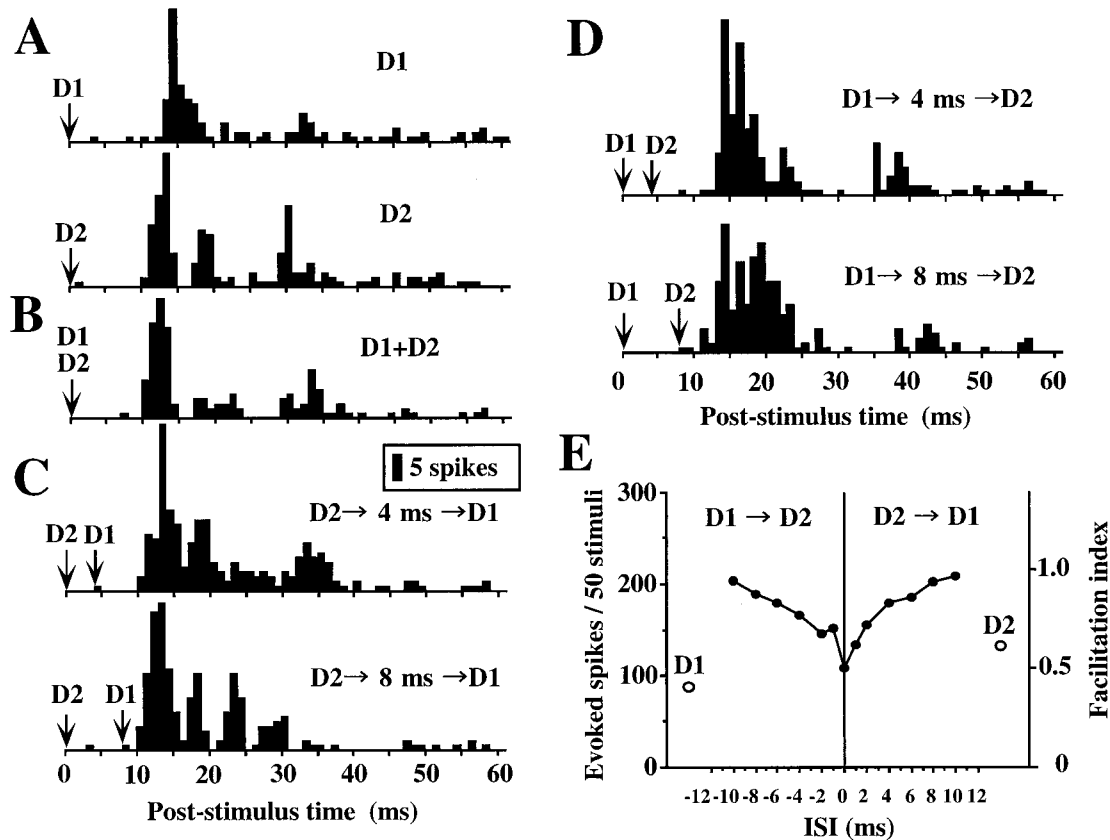 A
D1
D1
D2
D2
B
D1
D2
D1+D2
5 spikes
C
D2→ 4 ms →D1
D2 D1
D2→ 8 ms →D1
D2 D1
0 10 20 30 40 50 60
Post-stimulus time (ms)
D
D1→ 4 ms →D2
D1 D2
D1→ 8 ms →D2
D1 D2
0 10 20 30 40 50 60
Post-stimulus time (ms)
E
Evoked spikes / 50 stimuli
300
200
100
0
D1 → D2
D2 → D1
D1
D2
1.0
0.5
0
Facilitation index
-12 -10 -8 -6 -4 -2 0 2 4 6 8 10 12
ISI (ms)